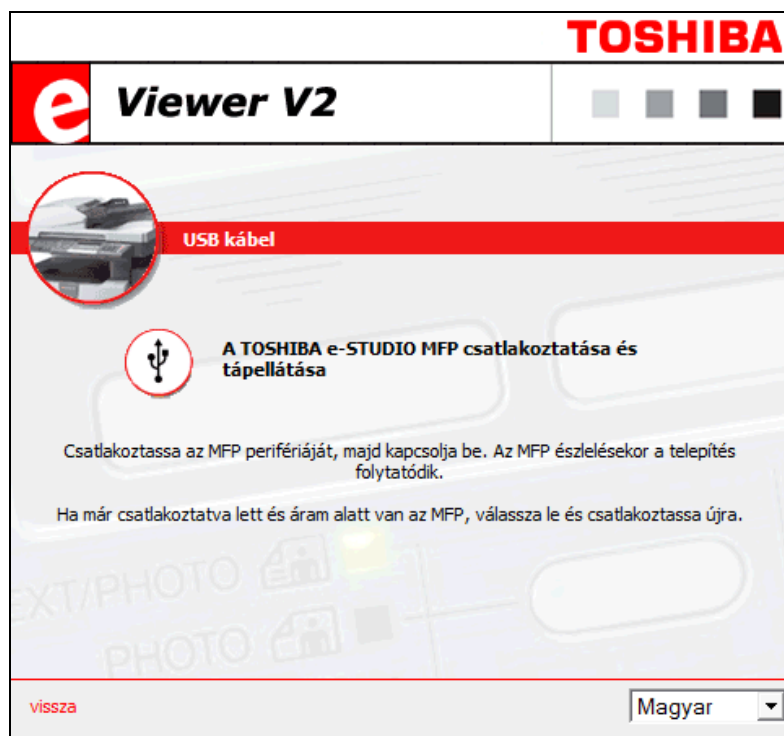 TOSHIBA
e Viewer V2
USB kábel
A TOSHIBA e-STUDIO MFP csatlakoztatása és
tápellátása
Csatlakoztassa az MFP perifériáját, majd kapcsolja be. Az MFP észlelésekor a telepítés
folytatódik.
Ha már csatlakoztatva lett és áram alatt van az MFP, válassza le és csatlakoztassa újra.
EXT/PHOTO
PHOTO
vissza
Magyar